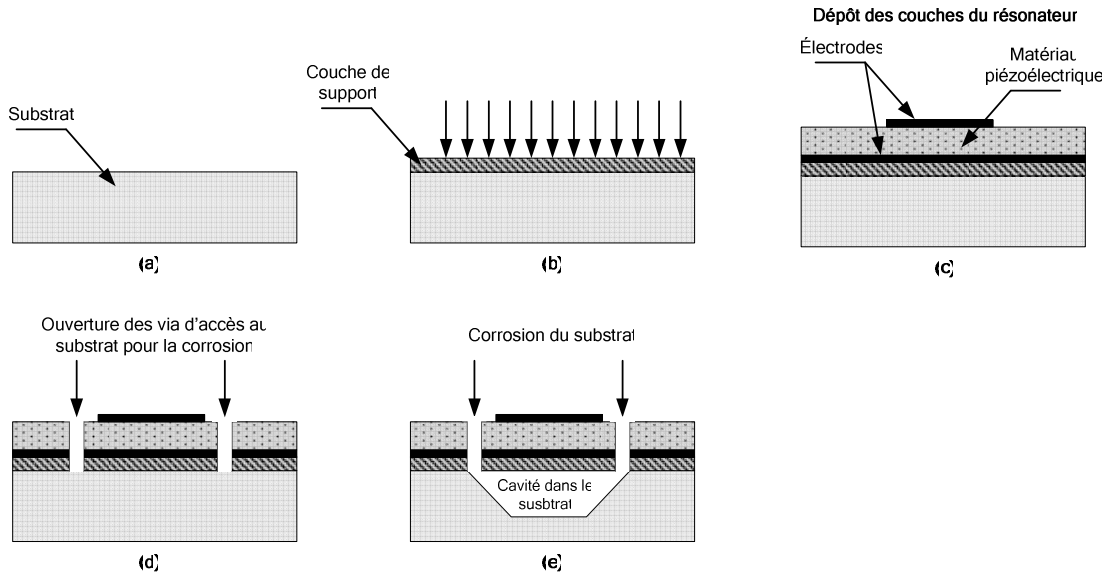 Dépôt des couches du résonateur
Électrodes
Matériau
piézoélectrique
Couche de
support
Substrat
(a)
(b)
(c)
Ouverture des via d'accès au
substrat pour la corrosion
Corrosion du substrat
Cavité dans le
susbtrat
(d)
(e)